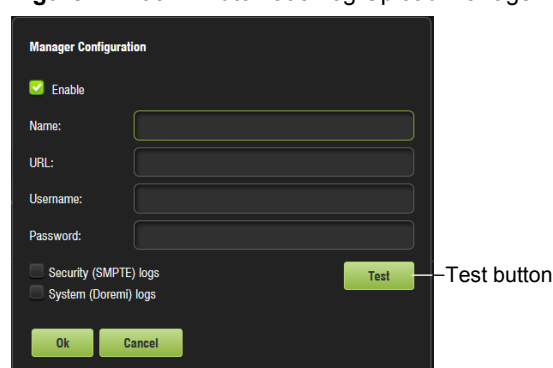 Manager Configuration
Enable
Name:
URL:
Username:
Password:
Security (SMPTE) logs
Test
Test button
System (Doremi) logs
Ok
Cancel